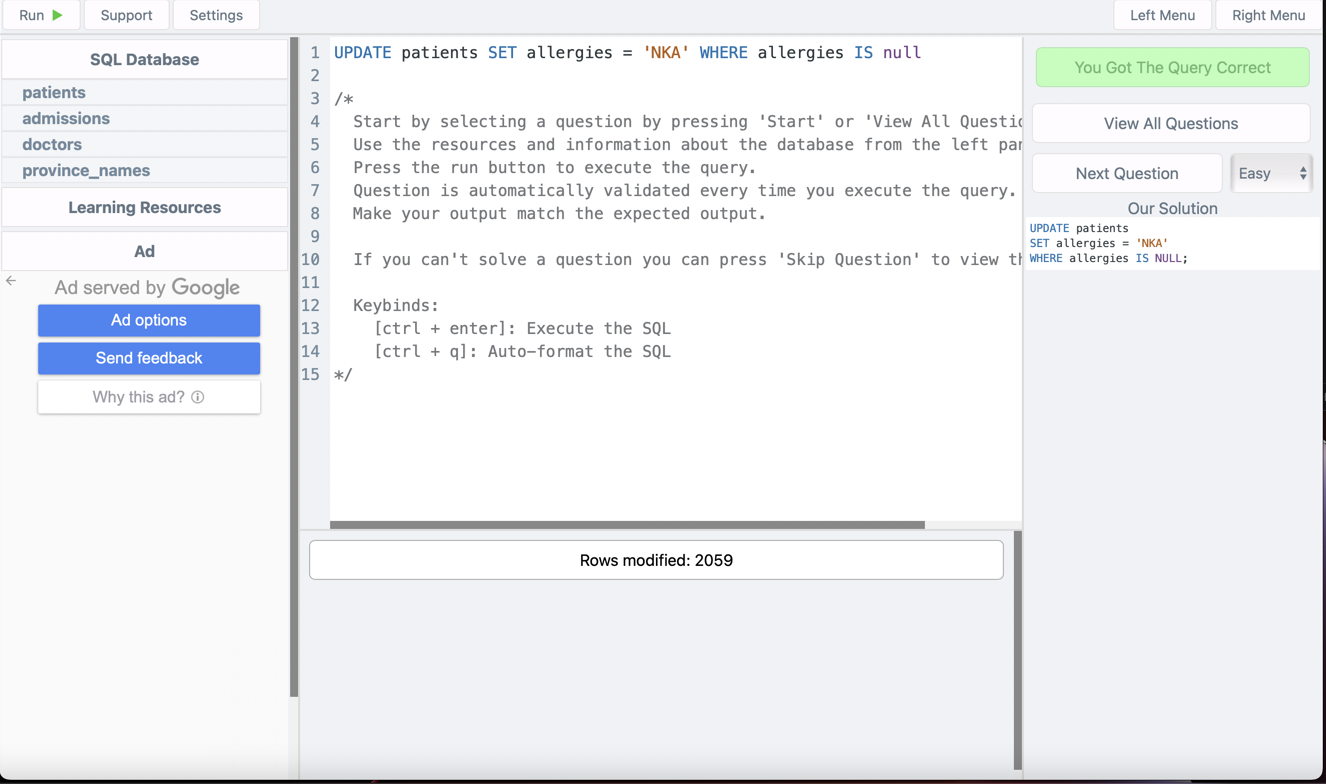 Run
Support
Settings
Left Menu
Right Menu
SQL Database
patients
admissions
doctors
province_names
Learning Resources
Ad
Ad served by Google
Ad options
Send feedback
Why this ad?
1 UPDATE patients SET allergies = 'NKA' WHERE allergies IS null
2
3 /*
4 Start by selecting a question by pressing 'Start' or 'View All Questio
5 Use the resources and information about the database from the left pan
6 Press the run button to execute the query.
7 Question is automatically validated every time you execute the query.
8 Make your output match the expected output.
9
10 If you can't solve a question you can press 'Skip Question' to view th
11
12 Keybinds:
13 [ctrl + enter]: Execute the SQL
14 [ctrl + q]: Auto-format the SQL
15 */
Rows modified: 2059
You Got The Query Correct
View All Questions
Next Question
Easy
Our Solution
UPDATE patients
SET allergies = 'NKA'
WHERE allergies IS NULL;